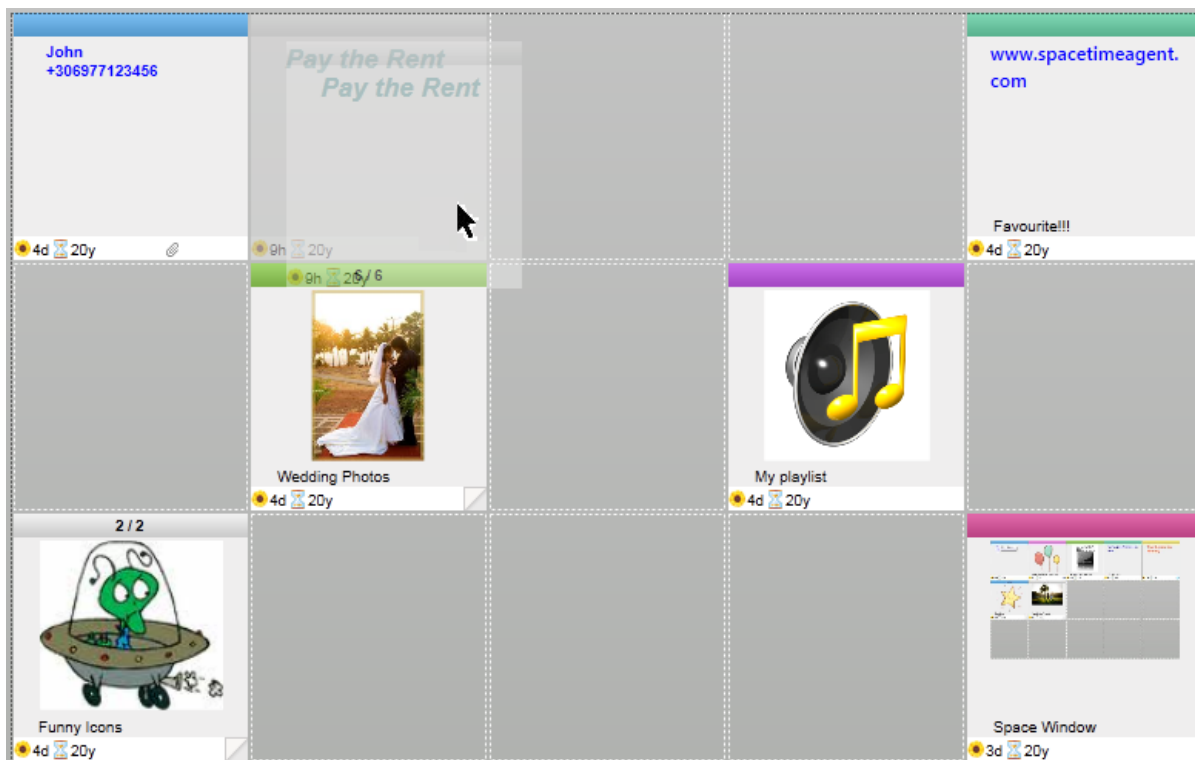 John
+306977123456
Pay the Rent
Pay the Rent
www.spacetimeagent.
com
Favourite!!!
4d 20y
9h 20y
4d 20y
9h 20y
6 / 6
Wedding Photos
My playlist
4d 20y
4d 20y
2 / 2
Funny Icons
Space Window
4d 20y
3d 20y